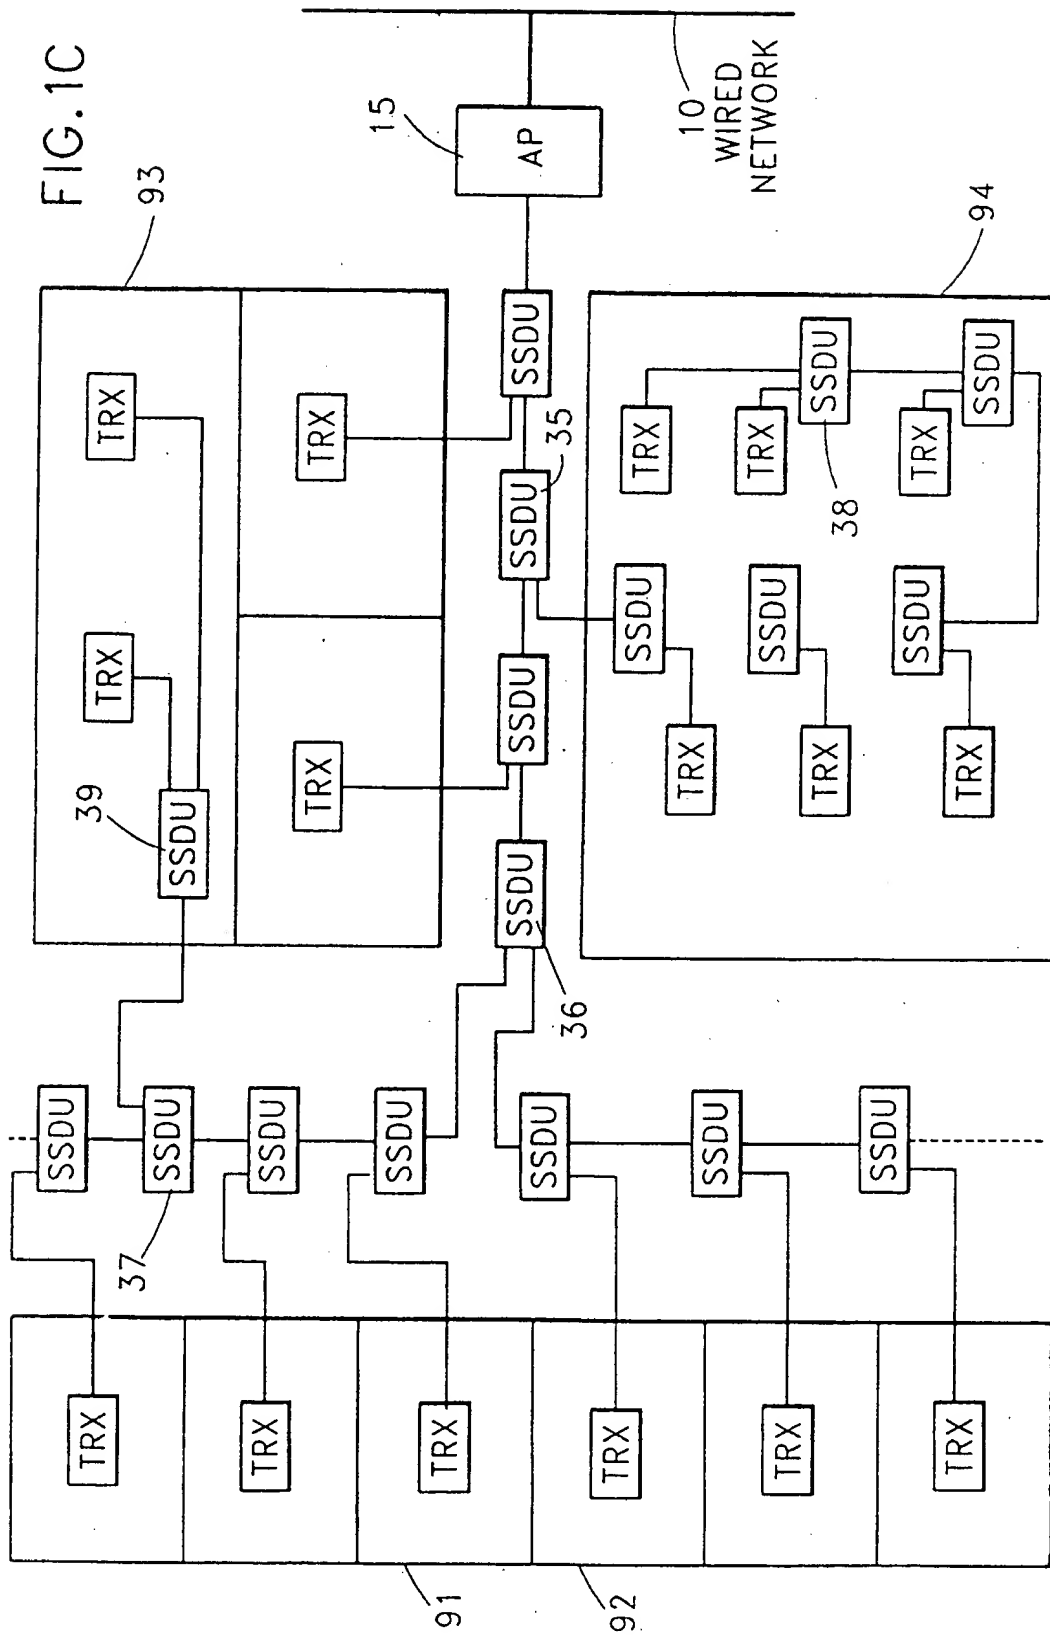 FIG.1C
SSDU
TRX
TRX
TRX
39
37
93
SSDU
SSDU
TRX
SSDU
TRX
TRX
15
SSDU
91
TRX
SSDU
SSDU
SSDU
SSDU
AP
35
SSDU
36
92
TRX
SSDU
TRX
TRX
10
WIRED
NETWORK
SSDU
SSDU
TRX
TRX
TRX
SSDU
38
SSDU
SSDU
TRX
TRX
TRX
SSDU
94